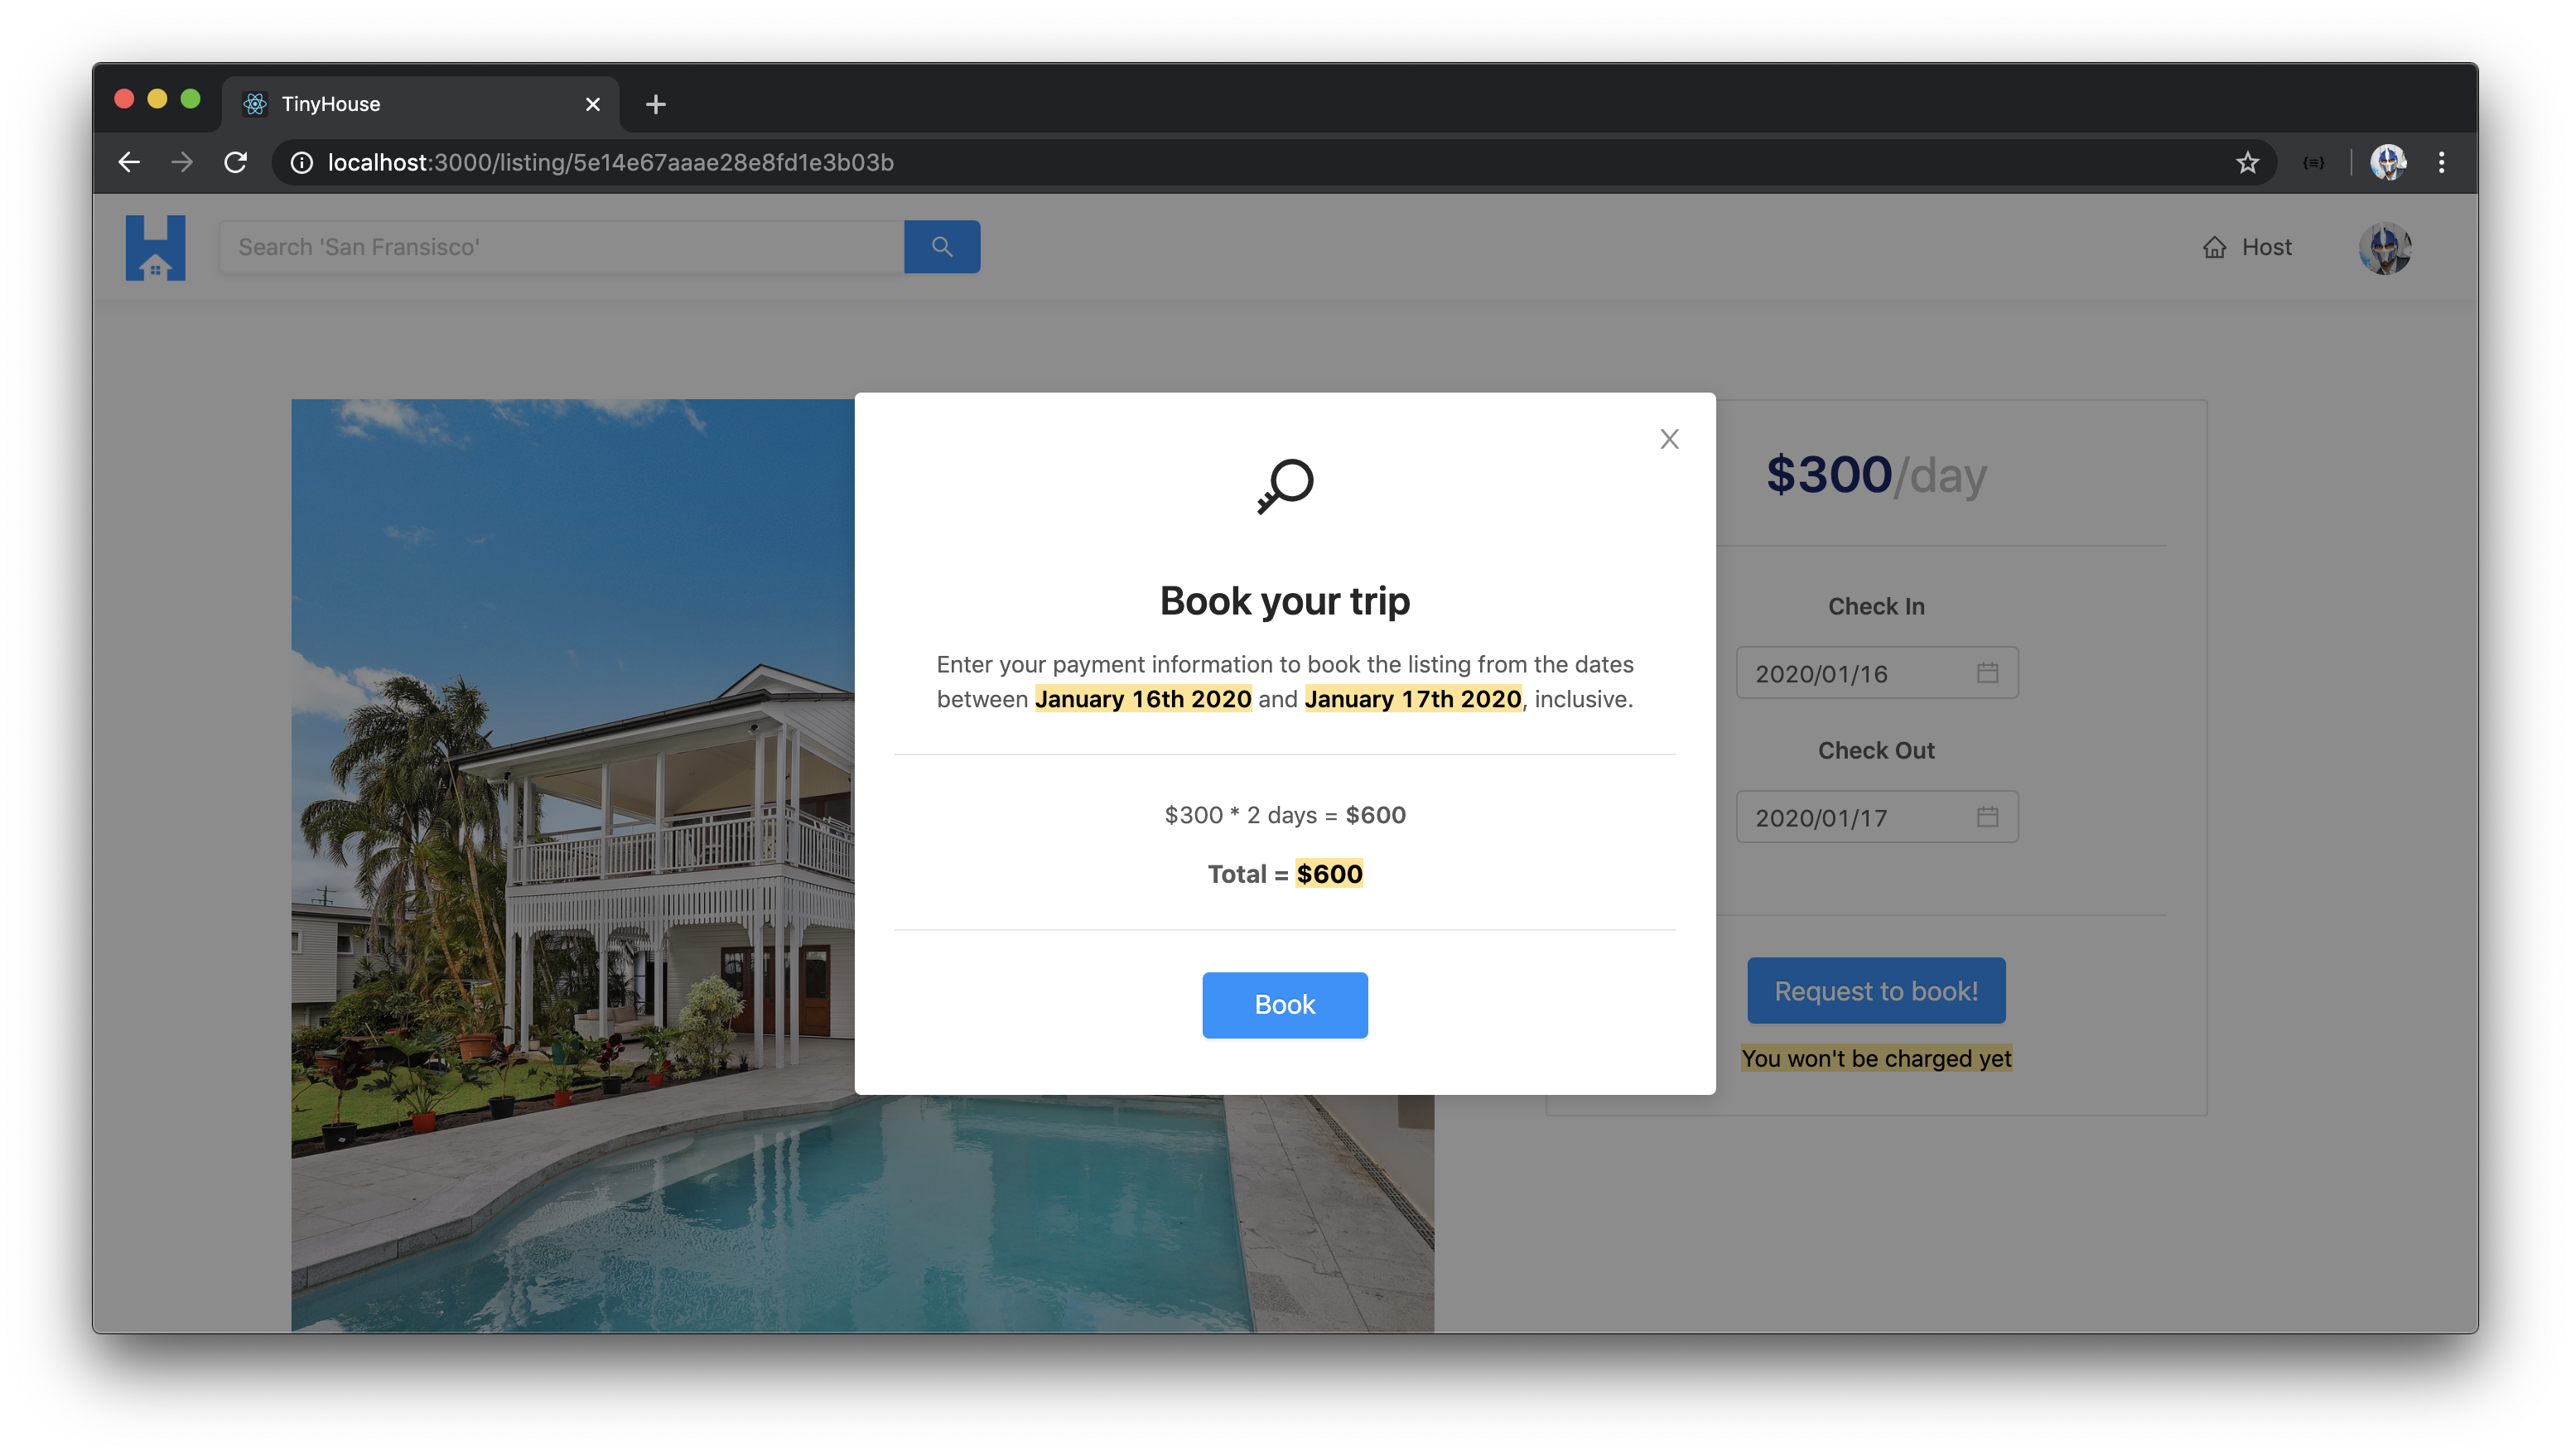 TinyHouse
localhost:3000/listing/5e14e67aaae28e8fd1e3b03b
Search 'San Fransisco'
Host
Book your trip
Enter your payment information to book the listing from the dates
between January 16th 2020 and January 17th 2020, inclusive.
$300 * 2 days = $600
Total = $600
Book
$300/day
Check In
2020/01/16
Check Out
2020/01/17
Request to book!
You won't be charged yet